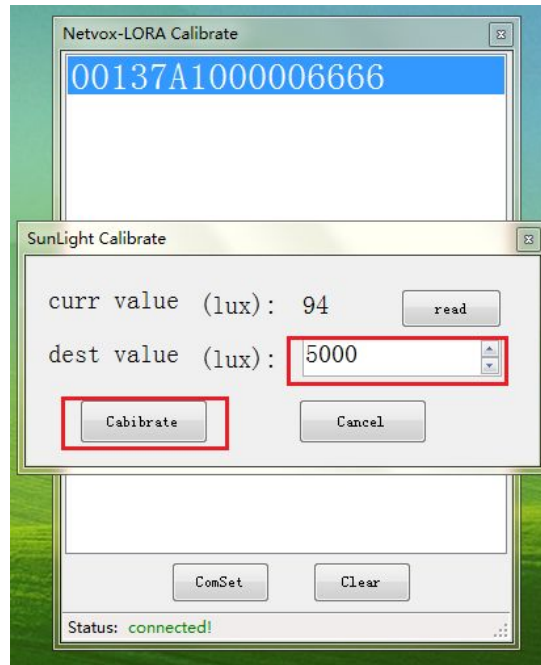 Netvox-LORA Calibrate
00137A1000006666
SunLight Calibrate
curr value (lux): 94 read
dest value (lux): 5000
Cabibrate Cancel
ComSet Clear
Status: connected!